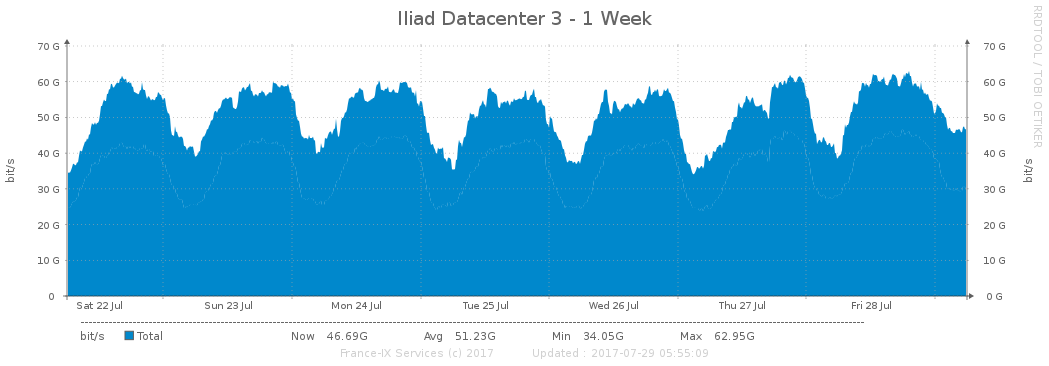 Iliad Datacenter 3 - 1 Week
RRDTOOL / TOBI OETIKER
70 G 70 G
60 G 60 G
50 G 50 G
40 G 40 G
30 G 30 G
20 G 20 G
10 G 10 G
0 0 G
bit/s bit/s
Sat 22 Jul Sun 23 Jul Mon 24 Jul Tue 25 Jul Wed 26 Jul Thu 27 Jul Fri 28 Jul
bit/s Total Now 46.69G Avg 51.23G Min 34.05G Max 62.95G
France-IX Services (c) 2017 Updated : 2017-07-29 05:55:09